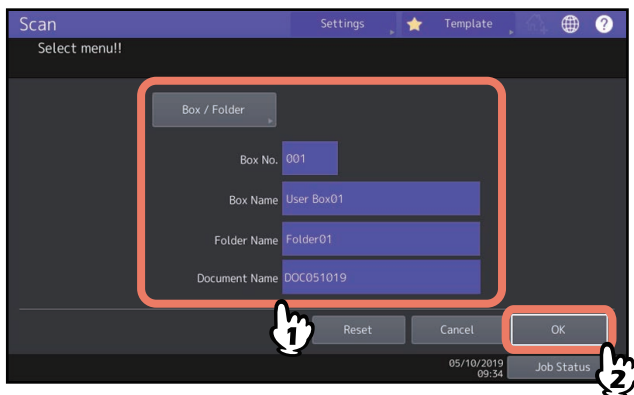 Scan Settings Template ?
Select menu!!
Box / Folder
Box No. 001
Box Name User Box01
Folder Name Folder01
Document Name DOC051019
1
Reset Cancel OK
05/10/2019
09:34
Job Status
2